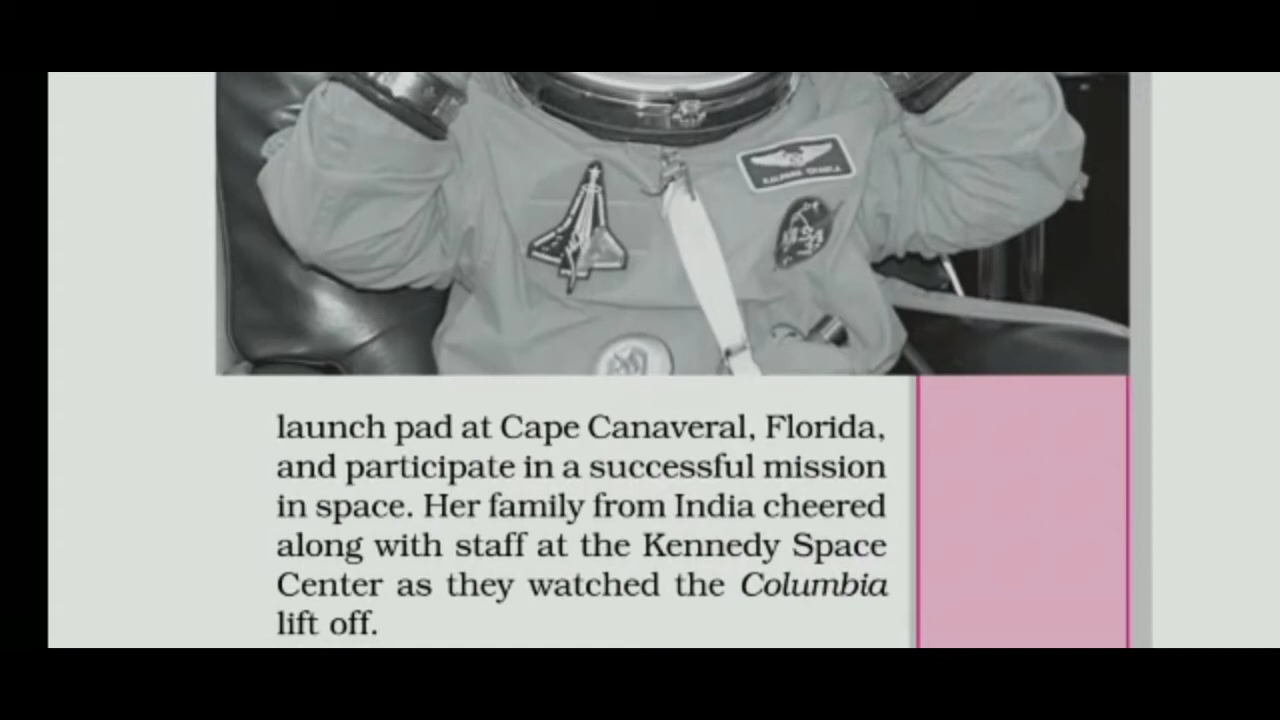 NASA
launch pad at Cape Canaveral, Florida,
and participate in a successful mission
in space. Her family from India cheered
along with staff at the Kennedy Space
Center as they watched the Columbia
lift off.